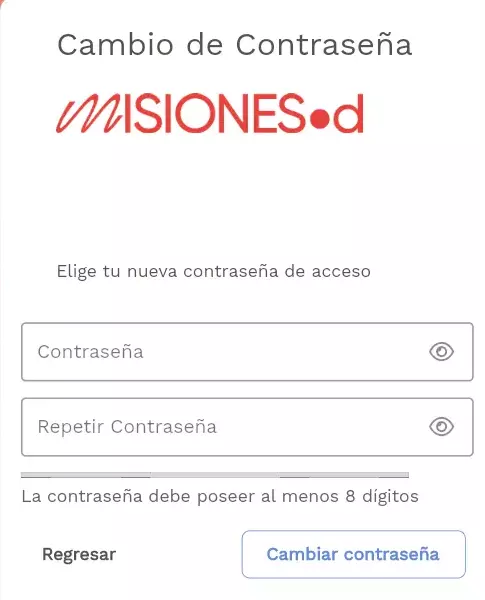 Cambio de Contraseña
MISIONES●d
Elige tu nueva contraseña de acceso
Contraseña
Repetir Contraseña
La contraseña debe poseer al menos 8 dígitos
Regresar
Cambiar contraseña